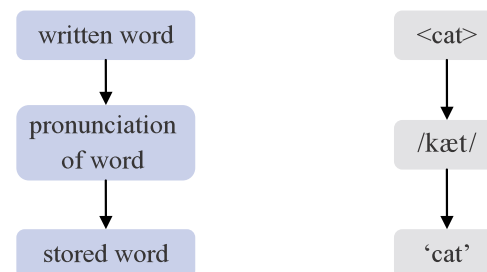 written word
<cat>
pronunciation
of word
/kæt/
stored word
‘cat’